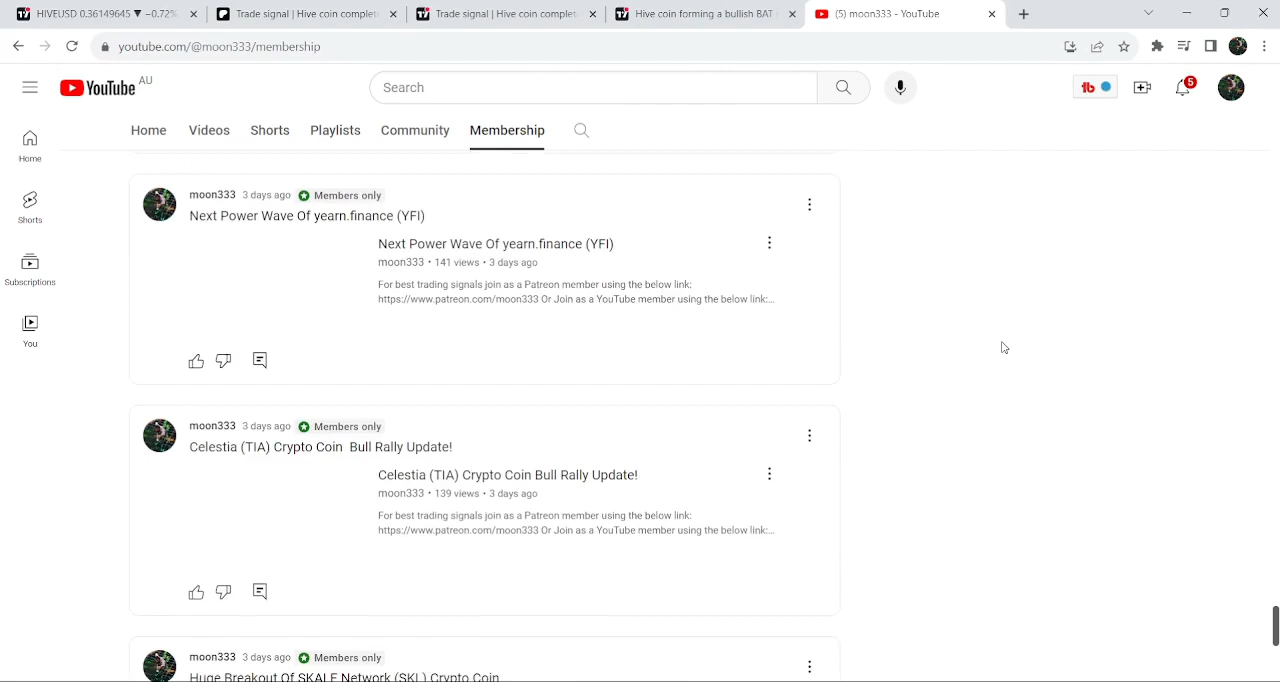 HIVEUSD 0.36149645 ▼ −0.72%
Trade signal | Hive coin complet
Trade signal | Hive coin complet
Hive coin forming a bullish BAT
(5) moon333 - YouTube
youtube.com/@moon333/membership
YouTube AU
Search
5
Home
Videos
Shorts
Playlists
Community
Membership
Home
Shorts
Subscriptions
You
moon333 3 days ago Members only
Next Power Wave Of yearn.finance (YFI)
Next Power Wave Of yearn.finance (YFI)
moon333 • 141 views • 3 days ago
For best trading signals join as a Patreon member using the below link:
https://www.patreon.com/moon333 Or Join as a YouTube member using the below link:...
moon333 3 days ago Members only
Celestia (TIA) Crypto Coin  Bull Rally Update!
Celestia (TIA) Crypto Coin Bull Rally Update!
moon333 • 139 views • 3 days ago
For best trading signals join as a Patreon member using the below link:
https://www.patreon.com/moon333 Or Join as a YouTube member using the below link:...
moon333 3 days ago Members only
Huge Breakout Of SKALE Network (SKL) Crypto Coin